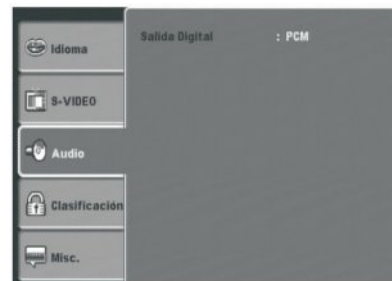 Idioma
Salida Digital : PCM
S-VIDEO
Audio
Clasificación
Misc.